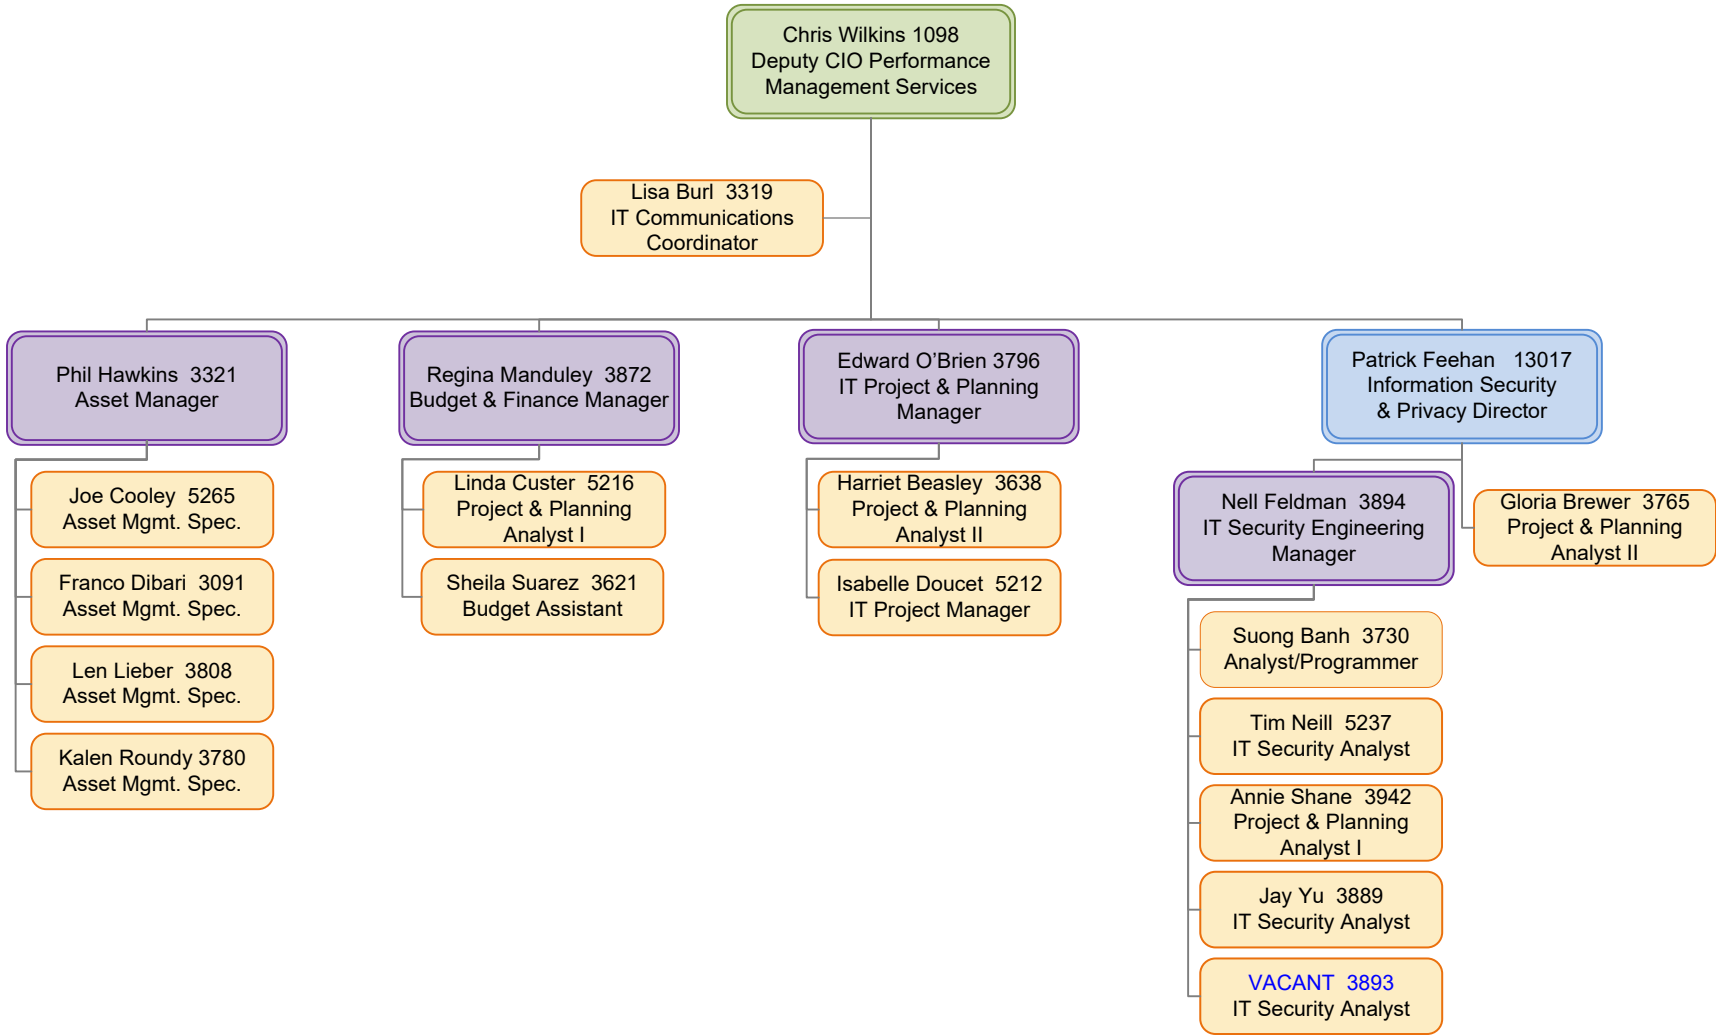 Chris Wilkins 1098
Deputy CIO Performance
Management Services
Lisa Burl 3319
IT Communications
Coordinator
Phil Hawkins 3321
Asset Manager
Regina Manduley 3872
Budget & Finance Manager
Edward O’Brien 3796
IT Project & Planning
Manager
Patrick Feehan 13017
Information Security
& Privacy Director
Joe Cooley 5265
Asset Mgmt. Spec.
Franco Dibari 3091
Asset Mgmt. Spec.
Len Lieber 3808
Asset Mgmt. Spec.
Kalen Roundy 3780
Asset Mgmt. Spec.
Linda Custer 5216
Project & Planning
Analyst I
Sheila Suarez 3621
Budget Assistant
Harriet Beasley 3638
Project & Planning
Analyst II
Isabelle Doucet 5212
IT Project Manager
Nell Feldman 3894
IT Security Engineering
Manager
Gloria Brewer 3765
Project & Planning
Analyst II
Suong Banh 3730
Analyst/Programmer
Tim Neill 5237
IT Security Analyst
Annie Shane 3942
Project & Planning
Analyst I
Jay Yu 3889
IT Security Analyst
VACANT 3893
IT Security Analyst